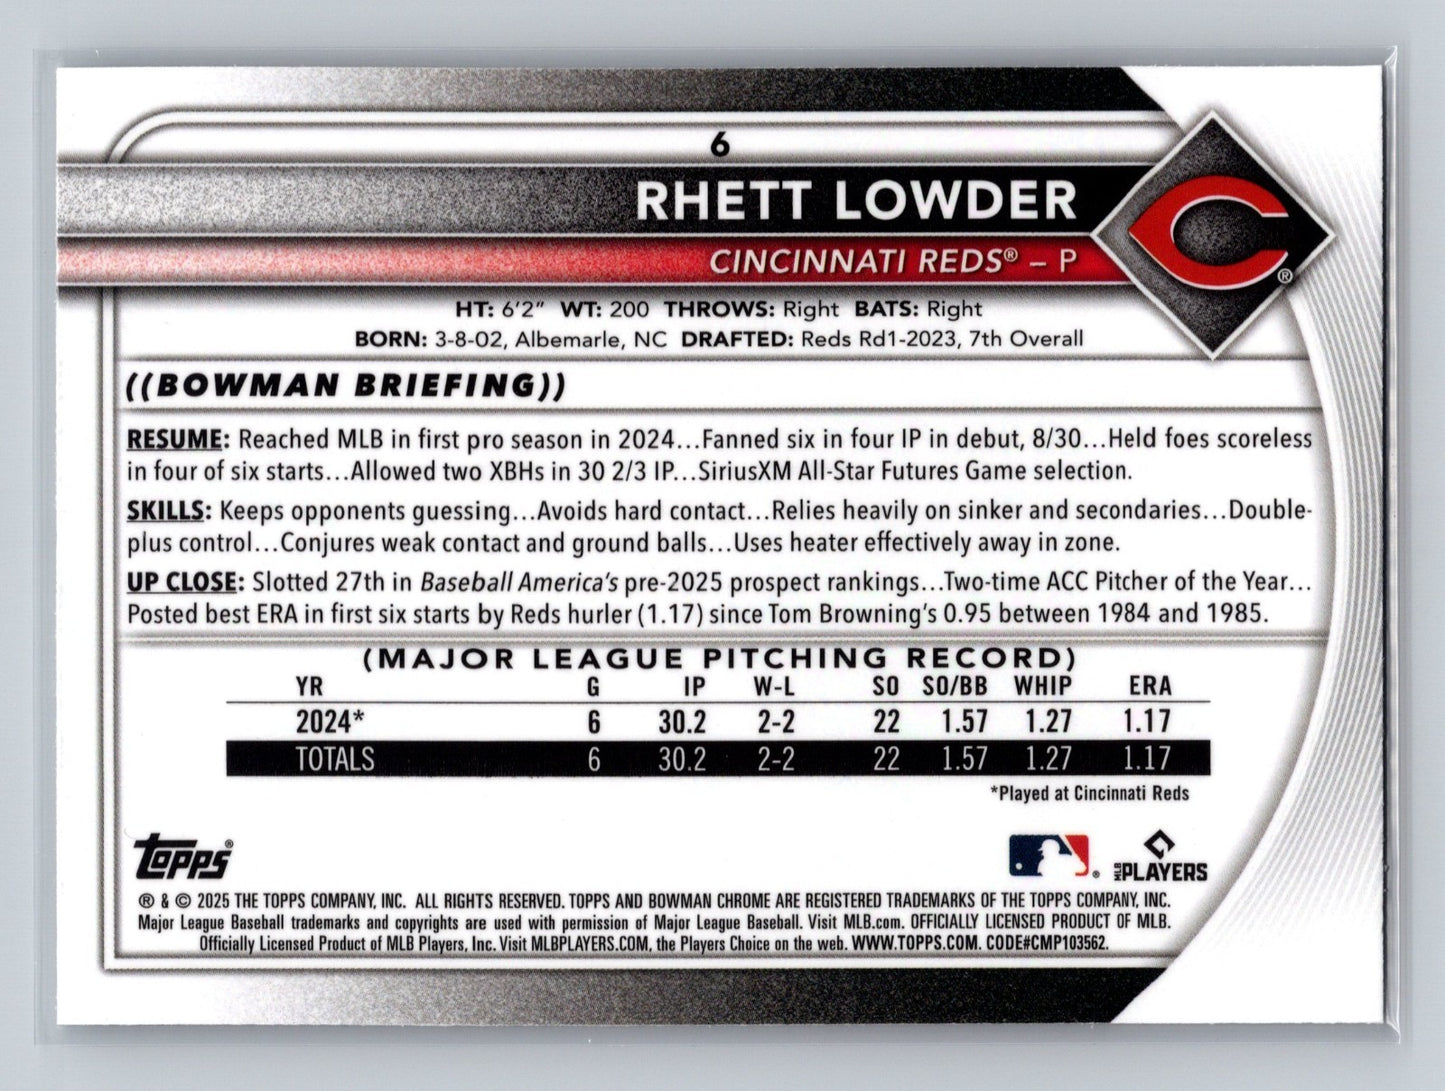 6
RHETT LOWDER
CINCINNATI REDS® – P
HT: 6'2" WT: 200 THROWS: Right BATS: Right
BORN: 3-8-02, Albemarle, NC DRAFTED: Reds Rd1-2023, 7th Overall
((BOWMAN BRIEFING))
RESUME: Reached MLB in first pro season in 2024...Fanned six in four IP in debut, 8/30...Held foes scoreless
in four of six starts...Allowed two XBHs in 30 2/3 IP...SiriusXM All-Star Futures Game selection.
SKILLS: Keeps opponents guessing...Avoids hard contact...Relies heavily on sinker and secondaries...Double-
plus control...Conjures weak contact and ground balls...Uses heater effectively away in zone.
UP CLOSE: Slotted 27th in Baseball America's pre-2025 prospect rankings...Two-time ACC Pitcher of the Year...
Posted best ERA in first six starts by Reds hurler (1.17) since Tom Browning's 0.95 between 1984 and 1985.
(MAJOR LEAGUE PITCHING RECORD)
YR G IP W-L SO SO/BB WHIP ERA
2024* 6 30.2 2-2 22 1.57 1.27 1.17
TOTALS 6 30.2 2-2 22 1.57 1.27 1.17
*Played at Cincinnati Reds
Topps®
MLB PLAYERS
® & © 2025 THE TOPPS COMPANY, INC. ALL RIGHTS RESERVED. TOPPS AND BOWMAN CHROME ARE REGISTERED TRADEMARKS OF THE TOPPS COMPANY, INC.
Major League Baseball trademarks and copyrights are used with permission of Major League Baseball. Visit MLB.com. OFFICIALLY LICENSED PRODUCT OF MLB.
Officially Licensed Product of MLB Players, Inc. Visit MLBPLAYERS.COM, the Players Choice on the web. WWW.TOPPS.COM. CODE#CMP103562.